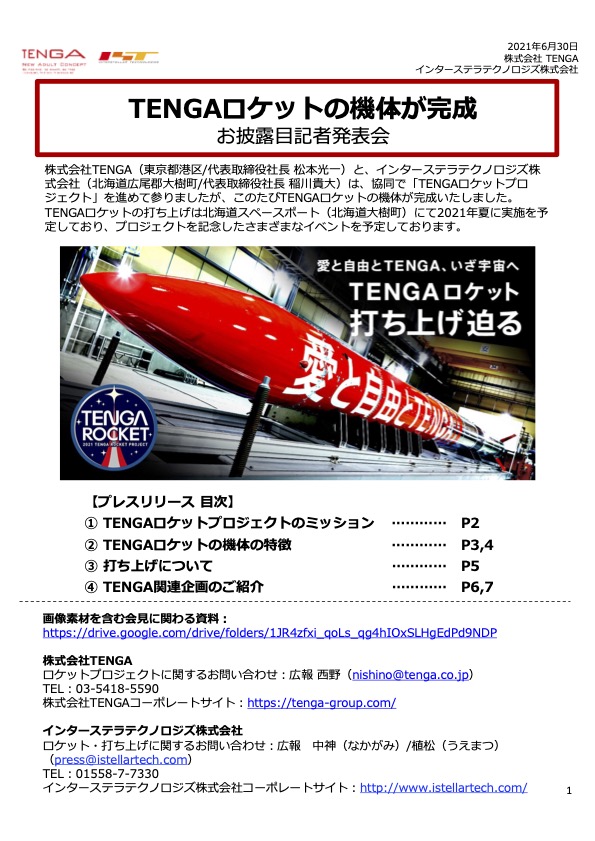 TENGA
NEW ADULT CONCEPT
IST
INTERSTELLAR TECHNOLOGIES
2021年6月30日
株式会社 TENGA
インターステラテクノロジズ株式会社
TENGAロケットの機体が完成
お披露目記者発表会
株式会社TENGA（東京都港区/代表取締役社長 松本光一）と、インターステラテクノロジズ株
式会社（北海道広尾郡大樹町/代表取締役社長 稲川貴大）は、協同で「TENGAロケットプロ
ジェクト」を進めて参りましたが、このたびTENGAロケットの機体が完成いたしました。
TENGAロケットの打ち上げは北海道スペースポート（北海道大樹町）にて2021年夏に実施を予
定しており、プロジェクトを記念したさまざまなイベントを予定しております。
愛と自由とTENGA、いざ宇宙へ
TENGAロケット
打ち上げ迫る
愛と自由とTENGA
TENGA
ROCKET
2021 TENGA ROCKET PROJECT
【プレスリリース 目次】
① TENGAロケットプロジェクトのミッション ………… P2
② TENGAロケットの機体の特徴 ………… P3,4
③ 打ち上げについて ………… P5
④ TENGA関連企画のご紹介 ………… P6,7
画像素材を含む会見に関わる資料：
https://drive.google.com/drive/folders/1JR4zfxi_qoLs_qg4hIOxSLHgEdPd9NDP
株式会社TENGA
ロケットプロジェクトに関するお問い合わせ：広報 西野（nishino@tenga.co.jp）
TEL：03-5418-5590
株式会社TENGAコーポレートサイト：https://tenga-group.com/
インターステラテクノロジズ株式会社
ロケット・打ち上げに関するお問い合わせ：広報　中神（なかがみ）/植松（うえまつ）
（press@istellartech.com）
TEL：01558-7-7330
インターステラテクノロジズ株式会社コーポレートサイト：http://www.istellartech.com/
1